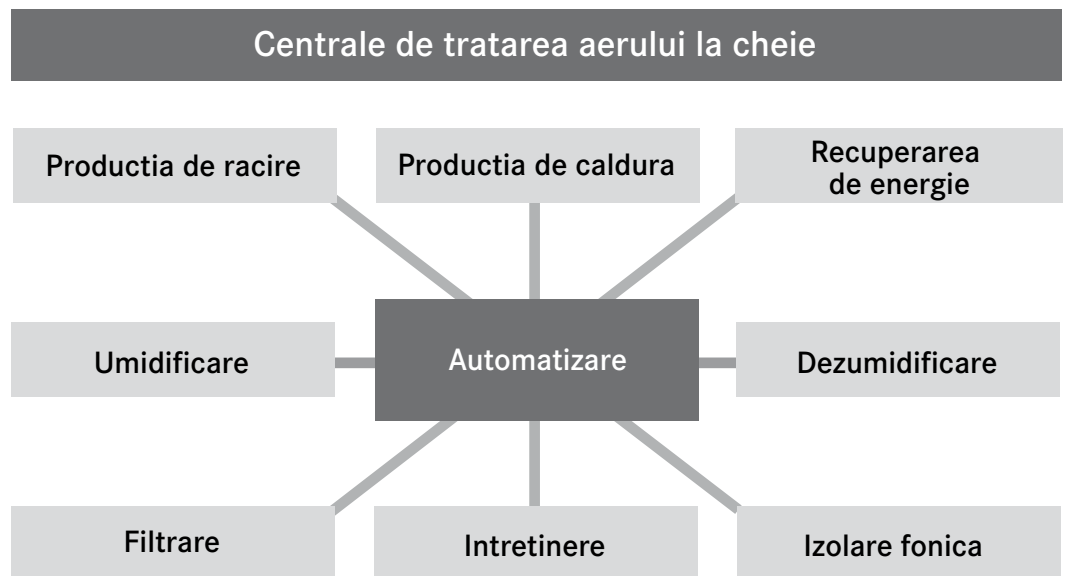 Centrale de tratarea aerului la cheie
Productia de racire
Productia de caldura
Recuperarea
de energie
Umidificare
Automatizare
Dezumidificare
Filtrare
Intretinere
Izolare fonica